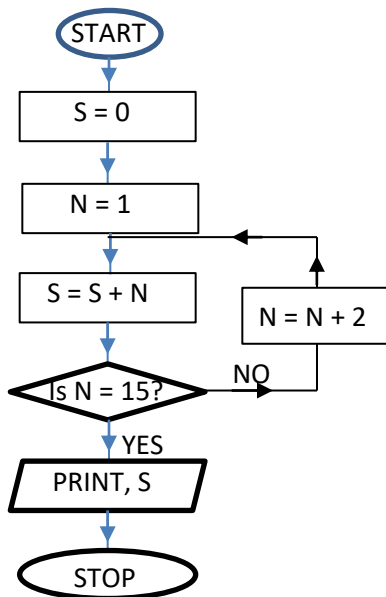 START
S = 0
N = 1
S = S + N
N = N + 2
Is N = 15?
NO
YES
PRINT, S
STOP